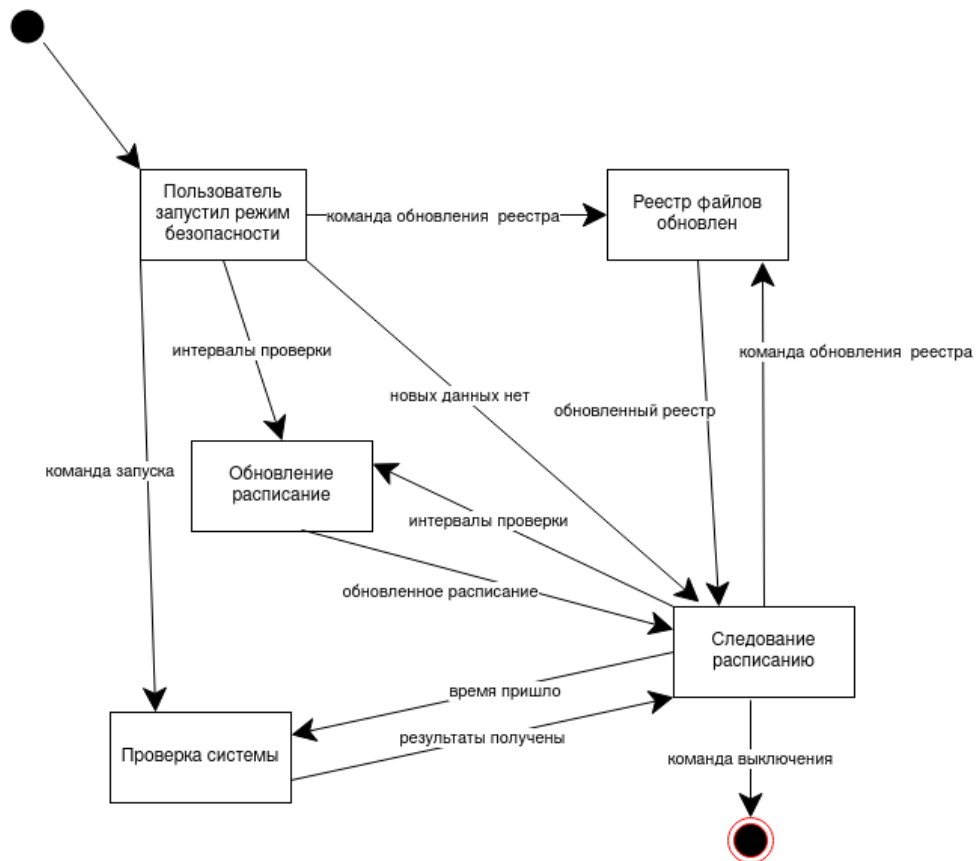 Пользователь
запустил режим
безопасности
команда обновления реестра
Реестр файлов
обновлен
интервалы проверки
команда обновления реестра
новых данных нет
обновленный реестр
команда запуска
Обновление
расписание
интервалы проверки
обновленное расписание
Следование
расписанию
время пришло
результаты получены
Проверка системы
команда выключения